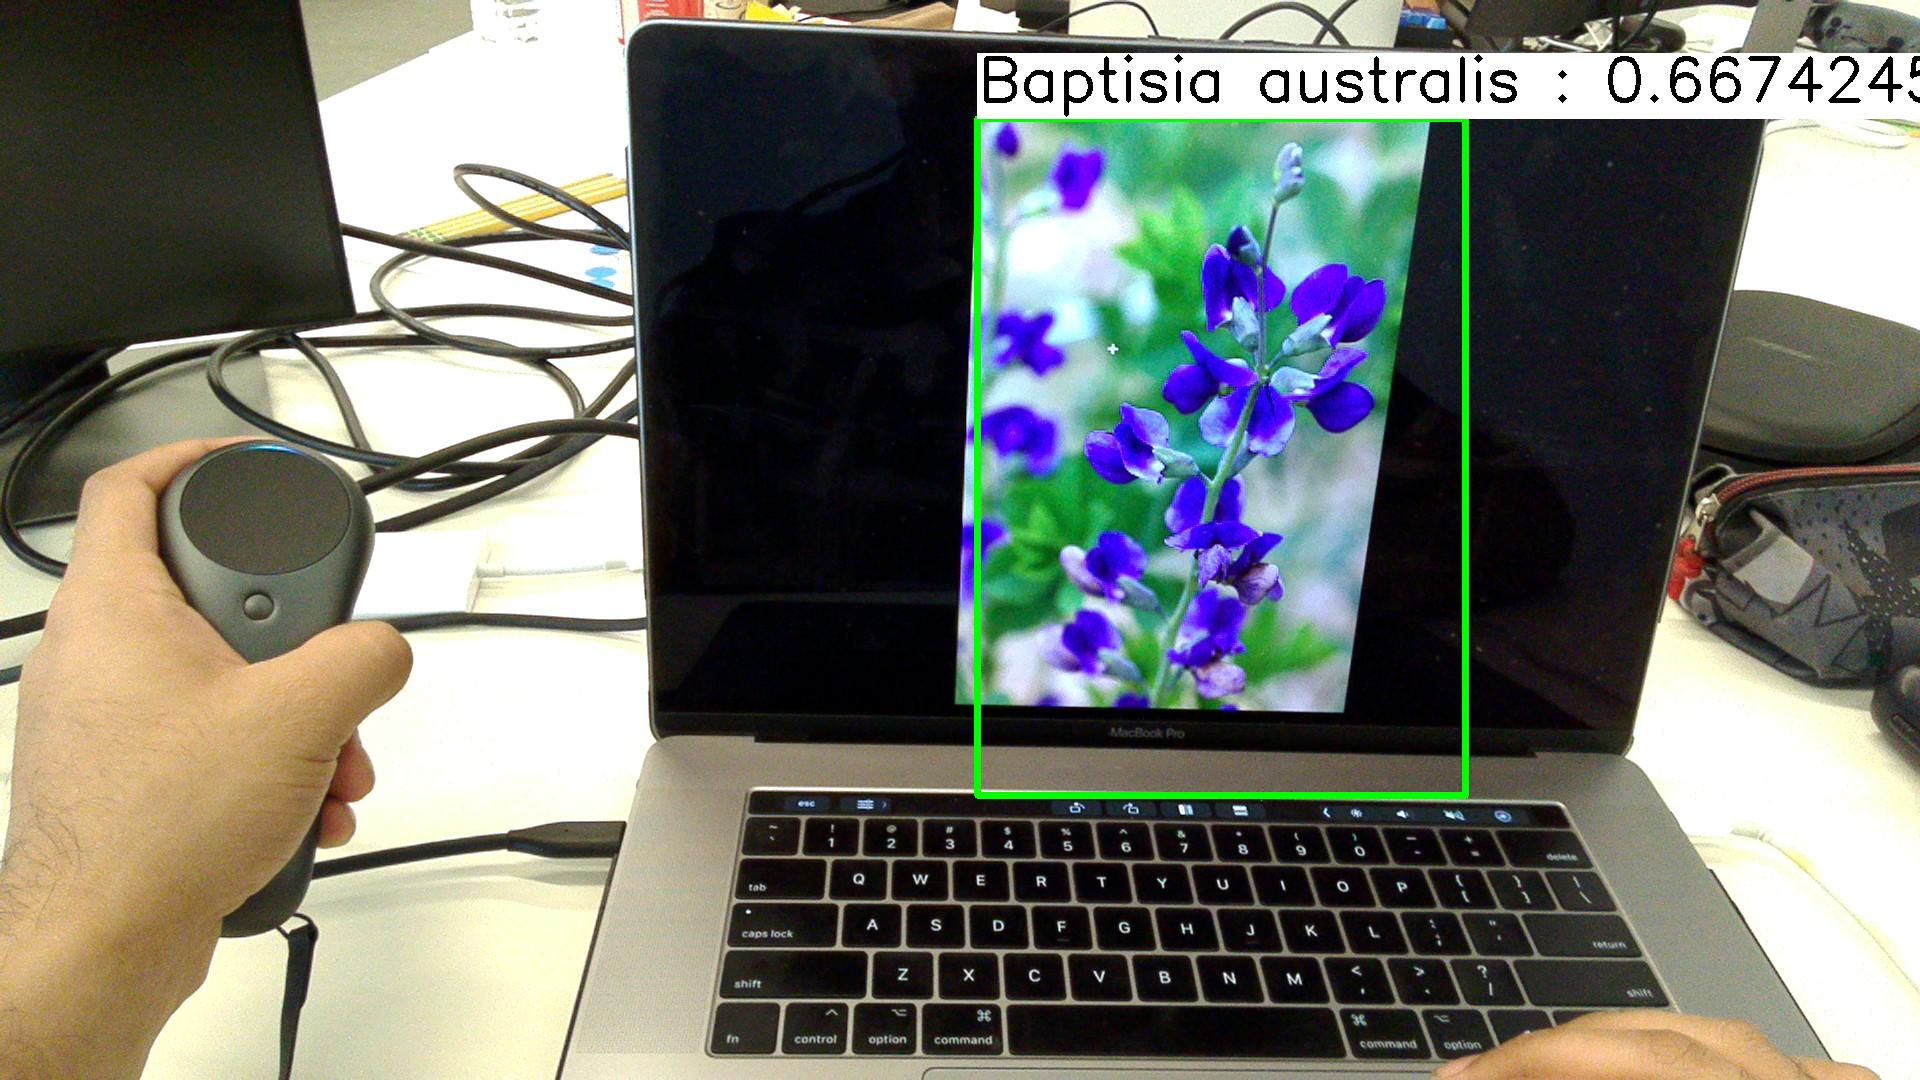 Baptisia australis : 0.6674245
MacBook Pro
esc
~ ! @ # $ % ^ & * ( ) _ +
` 1 2 3 4 5 6 7 8 9 0 - = delete
tab Q W E R T Y U I O P { [ } ] | \
caps lock A S D F G H J K L : ; " ' return
shift Z X C V B N M < , > . ? / shift
fn control option command command option